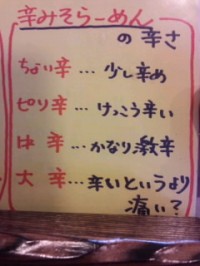 辛みそらーめん
の辛さ
ちょい辛…少し辛め
ピリ辛…けっこう辛い
中辛…かなり激辛
大辛…辛いというより
痛い?